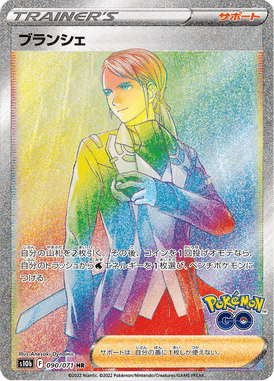 TRAINER'S
サポート
ブランシェ
自分の山札を2枚引く。その後、コインを1回投げオモテなら、
自分のトラッシュから エネルギーを1枚選び、ベンチポケモンに
つける。
Pokémon
GO
Illus. Anesaki Dynamic
サポートは、自分の番に1枚しか使えない。
s10b F 090/071 HR
©2022 Niantic ©2022 Pokémon/Nintendo/Creatures/GAME FREAK